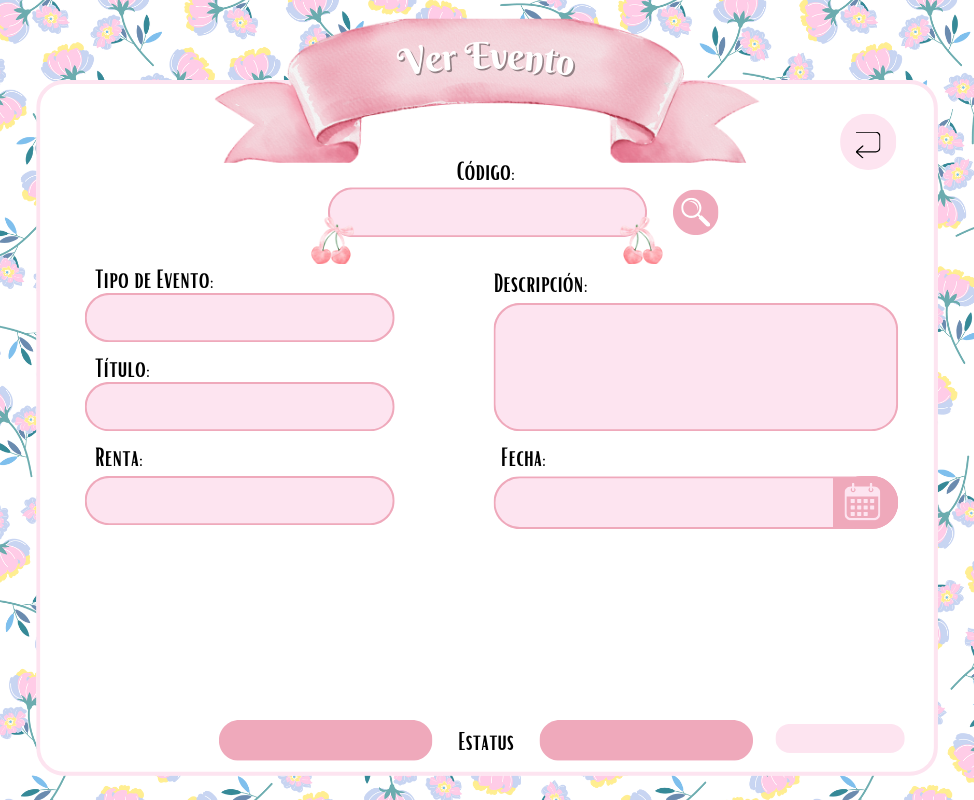 Ver Evento
Código:
Tipo de Evento:
Descripción:
Título:
Renta:
Fecha:
Estatus